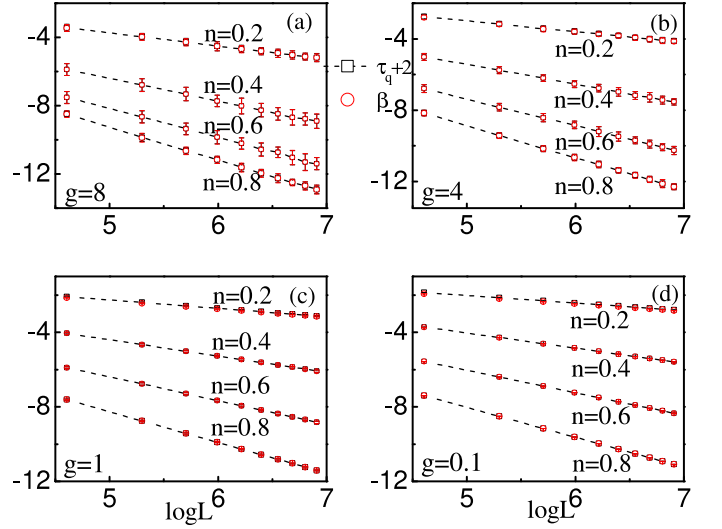 (a)
-4
n=0.2
n=0.4
-8
n=0.6
n=0.8
-12
g=8
5
6
7
τq+2
β
(b)
-4
n=0.2
n=0.4
-8
n=0.6
n=0.8
-12
g=4
5
6
7
(c)
n=0.2
-4
n=0.4
n=0.6
-8
n=0.8
g=1
-12
5
6
7
logL
(d)
n=0.2
-4
n=0.4
n=0.6
-8
n=0.8
g=0.1
-12
5
6
7
logL